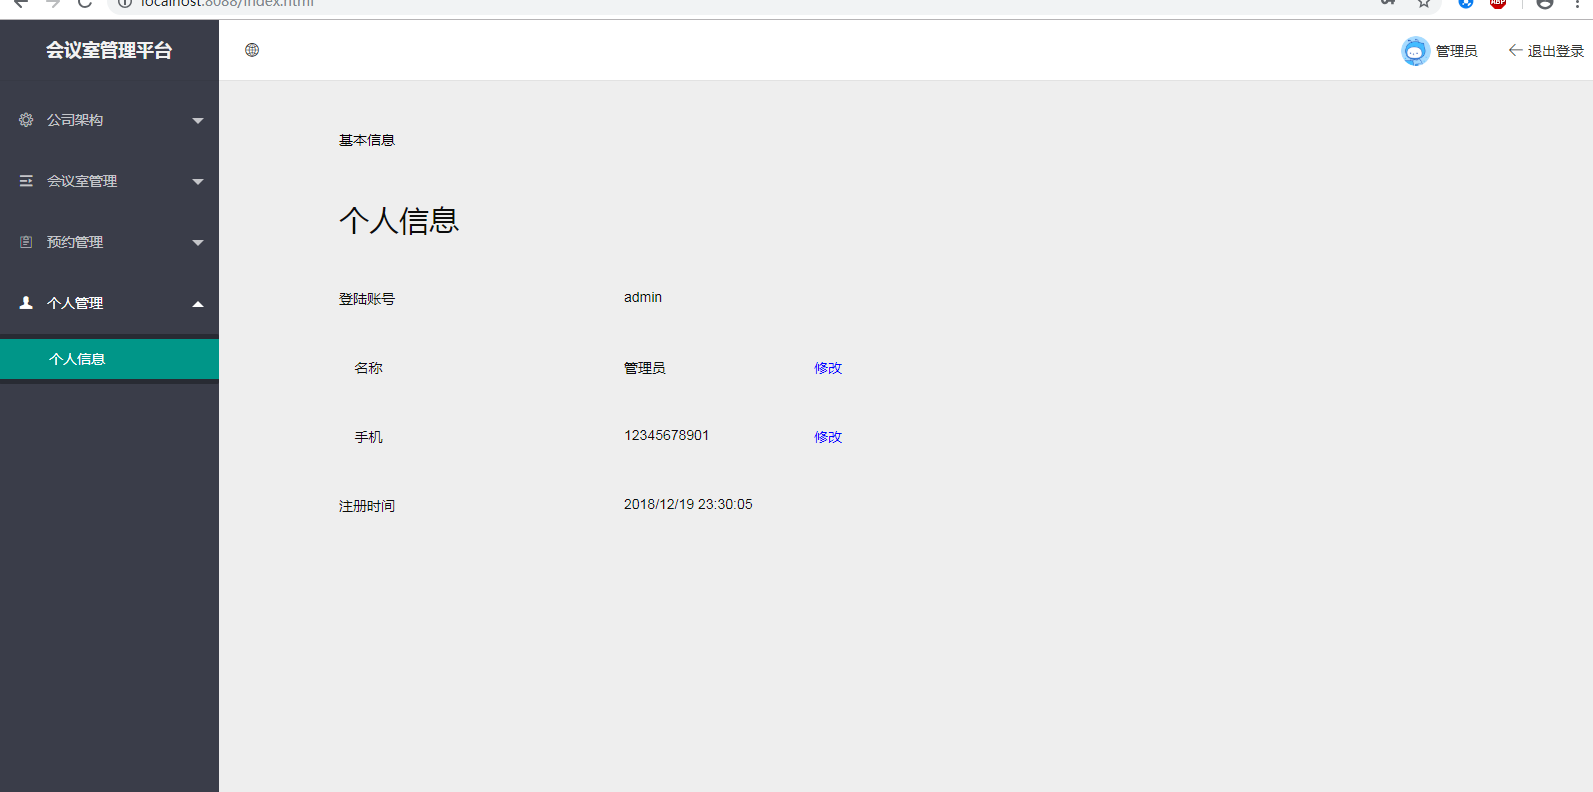 localhost:8088/index.html
ABP
会议室管理平台
管理员
退出登录
公司架构
会议室管理
预约管理
个人管理
个人信息
基本信息
个人信息
登陆账号 admin
名称 管理员 修改
手机 12345678901 修改
注册时间 2018/12/19 23:30:05